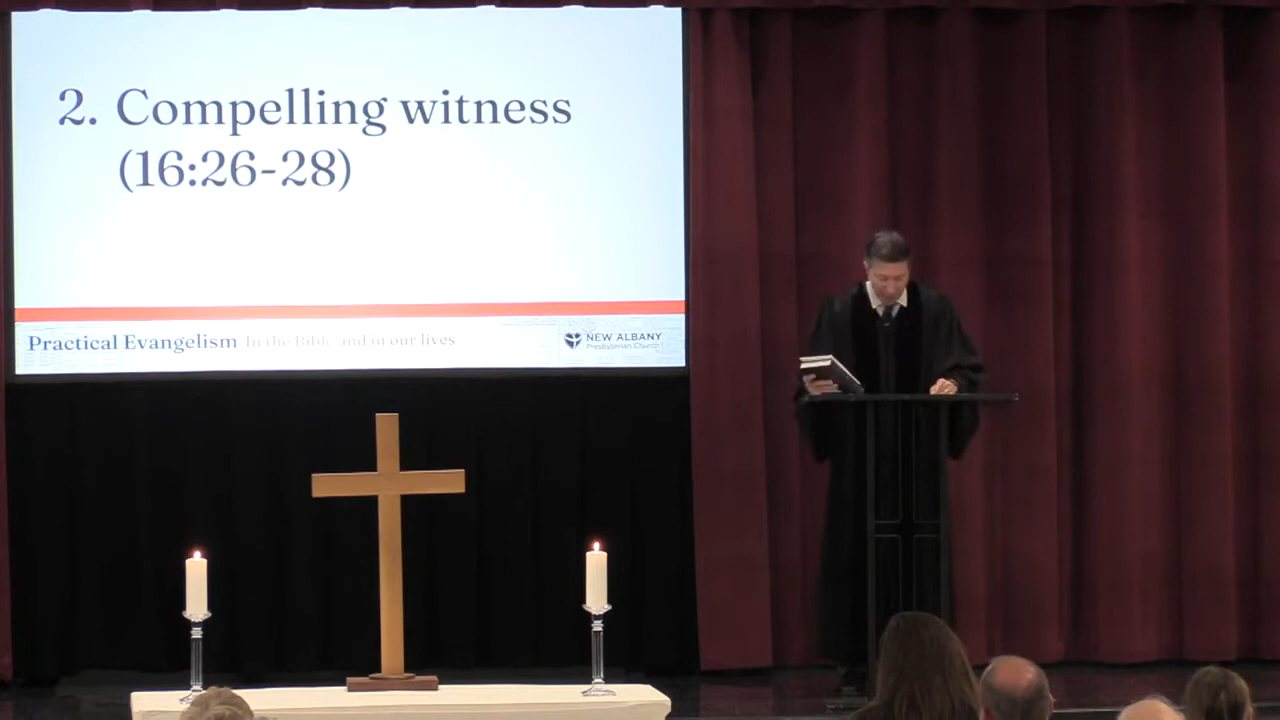 2. Compelling witness
(16:26-28)
Practical Evangelism In the Bible and in our lives
NEW ALBANY
Presbyterian Church